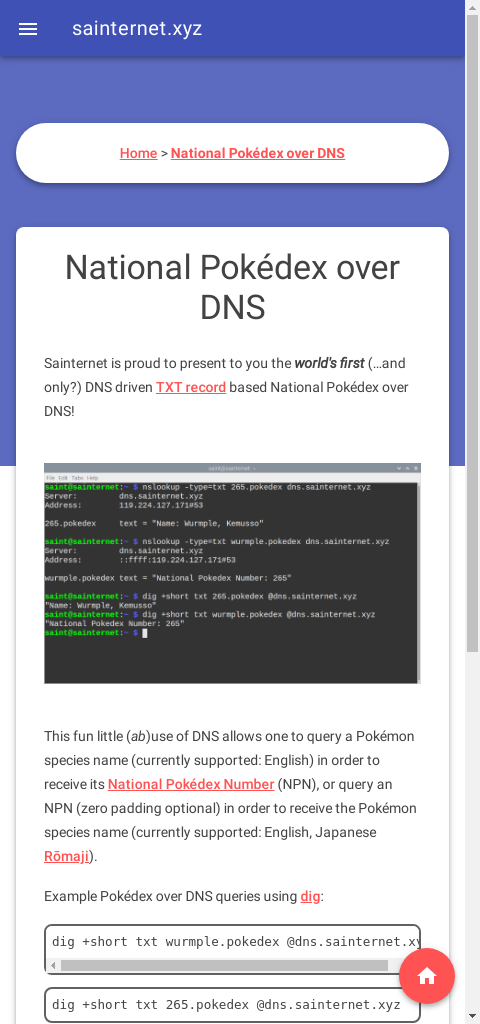 sainternet.xyz
Home > National Pokédex over DNS
National Pokédex over
DNS
Sainternet is proud to present to you the world's first (…and
only?) DNS driven TXT record based National Pokédex over
DNS!
saint@sainternet: ~
File Edit Tabs Help
saint@sainternet:~ $ nslookup -type=txt 265.pokedex dns.sainternet.xyz
Server: dns.sainternet.xyz
Address: 119.224.127.171#53
265.pokedex text = "Name: Wurmple, Kemusso"
saint@sainternet:~ $ nslookup -type=txt wurmple.pokedex dns.sainternet.xyz
Server: dns.sainternet.xyz
Address: ::ffff:119.224.127.171#53
wurmple.pokedex text = "National Pokedex Number: 265"
saint@sainternet:~ $ dig +short txt 265.pokedex @dns.sainternet.xyz
"Name: Wurmple, Kemusso"
saint@sainternet:~ $ dig +short txt wurmple.pokedex @dns.sainternet.xyz
"National Pokedex Number: 265"
saint@sainternet:~ $
This fun little (ab)use of DNS allows one to query a Pokémon
species name (currently supported: English) in order to
receive its National Pokédex Number (NPN), or query an
NPN (zero padding optional) in order to receive the Pokémon
species name (currently supported: English, Japanese
Rōmaji).
Example Pokédex over DNS queries using dig:
dig +short txt wurmple.pokedex @dns.sainternet.xy
dig +short txt 265.pokedex @dns.sainternet.xyz